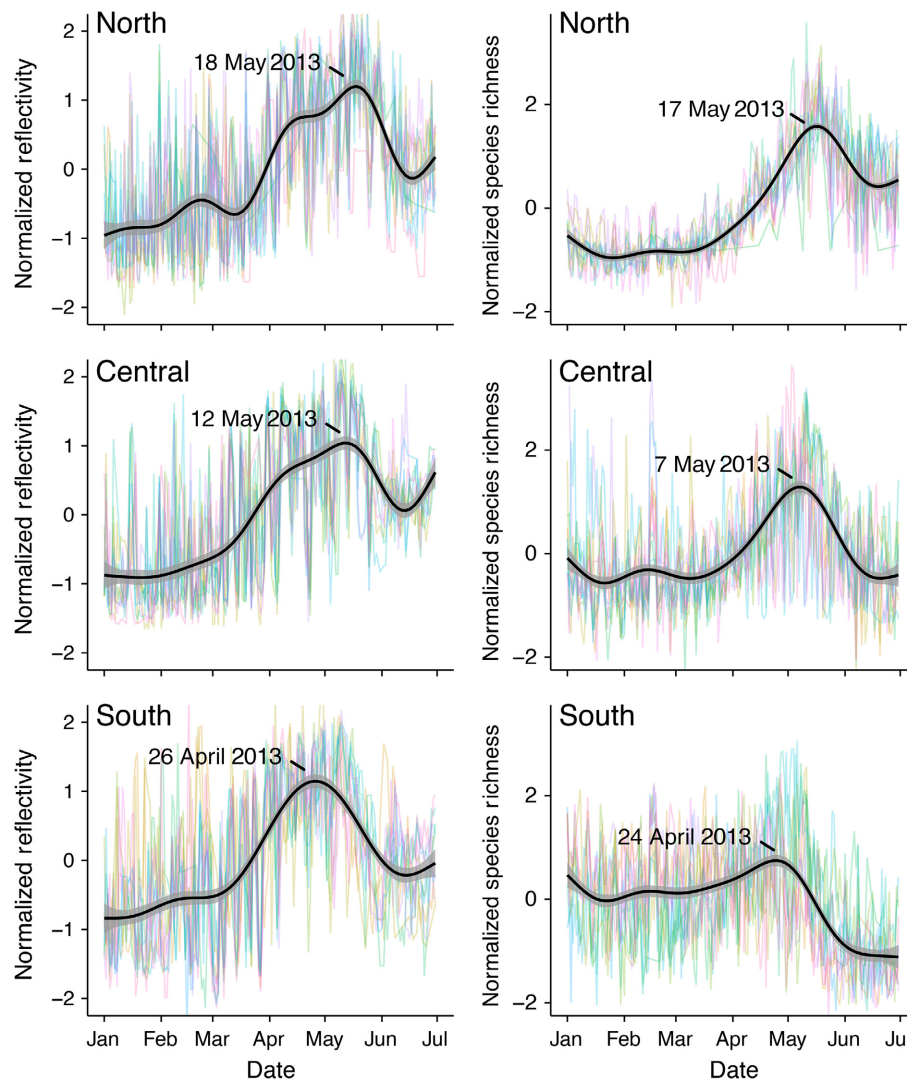 North
Normalized reflectivity
2
1
0
−1
−2
18 May 2013
North
Normalized species richness
2
0
−2
17 May 2013
Central
Normalized reflectivity
2
1
0
−1
−2
12 May 2013
Central
Normalized species richness
2
0
−2
7 May 2013
South
Normalized reflectivity
2
1
0
−1
−2
26 April 2013
Jan Feb Mar Apr May Jun Jul
Date
South
Normalized species richness
2
0
−2
24 April 2013
Jan Feb Mar Apr May Jun Ju
Date